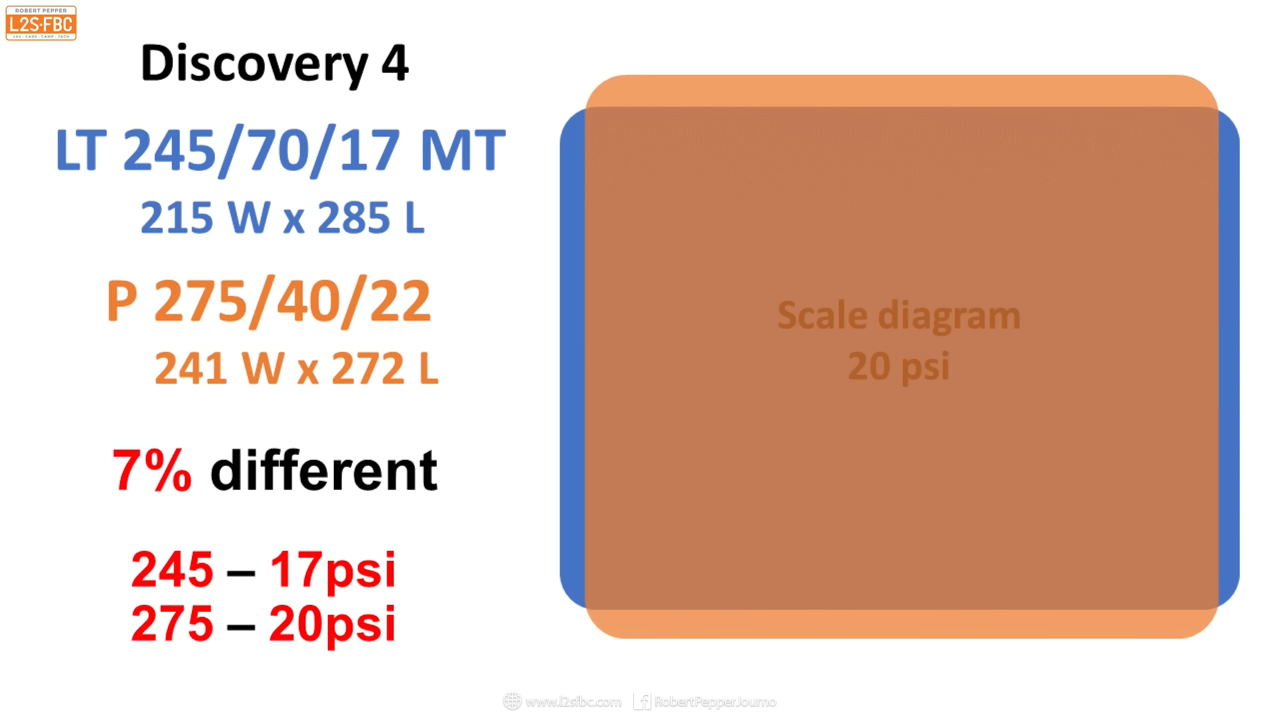 ROBERT PEPPER
L2S·FBC
Discovery 4
LT 245/70/17 MT
215 W x 285 L
P 275/40/22
241 W x 272 L
7% different
245 – 17psi
275 – 20psi
Scale diagram
20 psi
www.l2sfbc.com
RobertPepperJourno